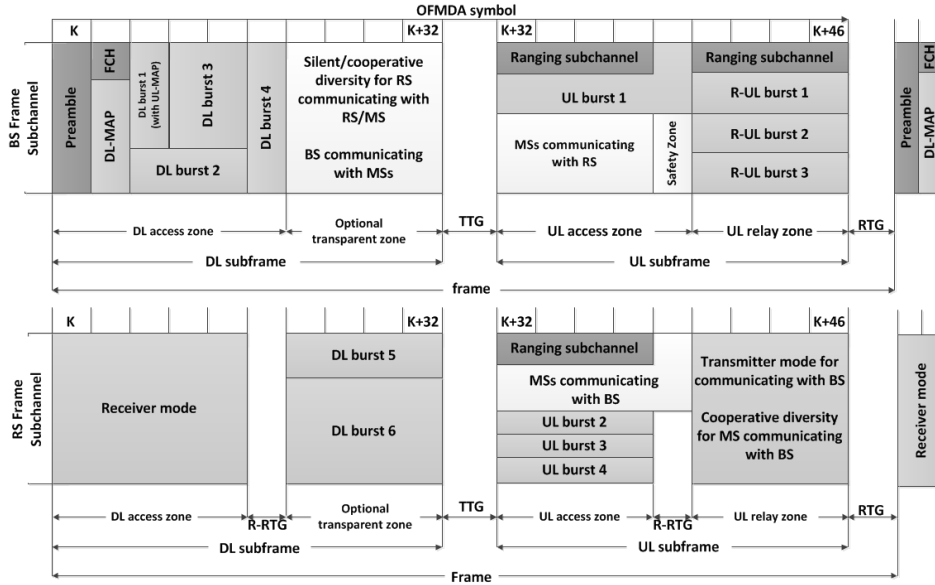 OFMDA symbol
K
K+32
K+32
K+46
BS Frame
Subchannel
Preamble
FCH
DL-MAP
DL burst 1
(with UL-MAP)
DL burst 3
DL burst 2
DL burst 4
Silent/cooperative
diversity for RS
communicating with
RS/MS
BS communicating
with MSs
Ranging subchannel
UL burst 1
MSs communicating
with RS
Safety Zone
Ranging subchannel
R-UL burst 1
R-UL burst 2
R-UL burst 3
Preamble
FCH
DL-MAP
DL access zone
Optional
transparent zone
TTG
UL access zone
UL relay zone
RTG
DL subframe
UL subframe
frame
K
K+32
K+32
K+46
RS Frame
Subchannel
Receiver mode
DL burst 5
DL burst 6
Ranging subchannel
MSs communicating
with BS
UL burst 2
UL burst 3
UL burst 4
Transmitter mode for
communicating with BS
Cooperative diversity
for MS communicating
with BS
Receiver mode
DL access zone
R-RTG
Optional
transparent zone
TTG
UL access zone
R-RTG
UL relay zone
RTG
DL subframe
UL subframe
Frame